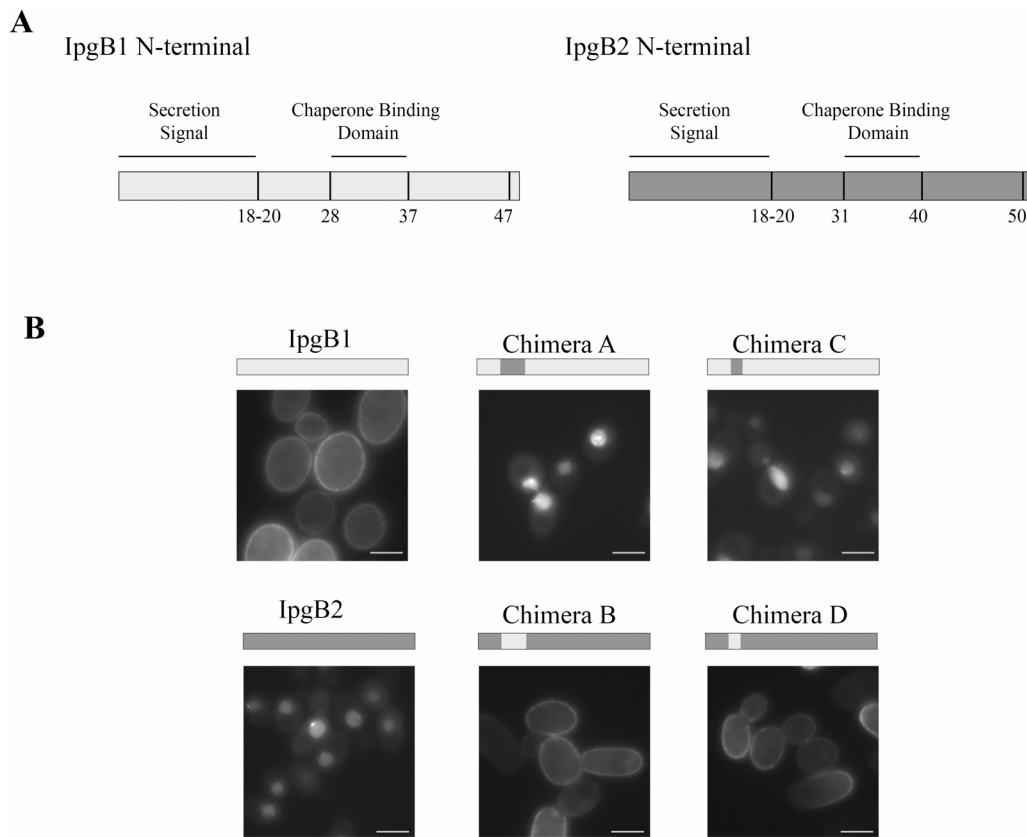 A
IpgB1 N-terminal
IpgB2 N-terminal
Secretion
Signal
Chaperone Binding
Domain
Secretion
Signal
Chaperone Binding
Domain
18-20 28 37 47
18-20 31 40 50
B
IpgB1
Chimera A
Chimera C
IpgB2
Chimera B
Chimera D